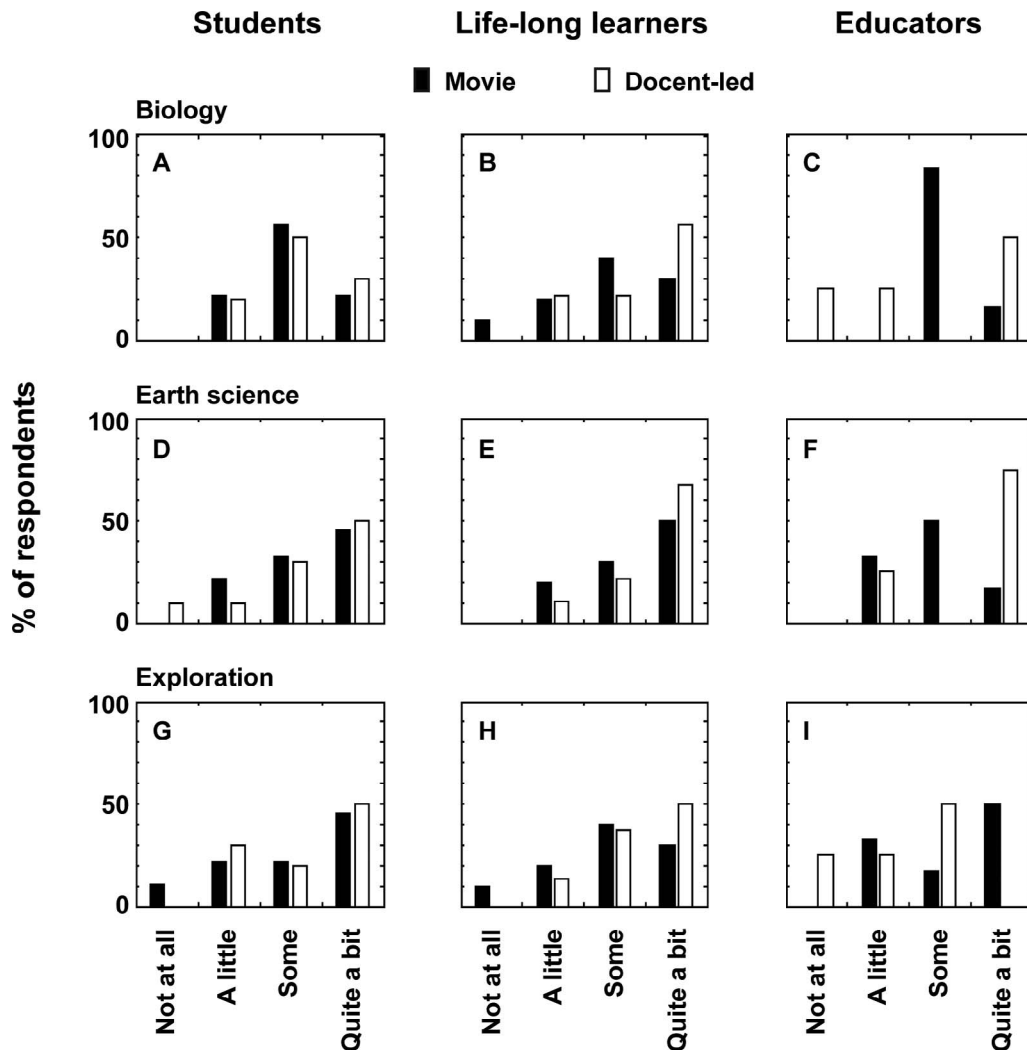 Students Life-long learners Educators
Movie Docent-led
Biology
100
50
0
A
B
C
Earth science
100
50
0
D
E
F
Exploration
100
50
0
G
H
I
% of respondents
Not at all
A little
Some
Quite a bit
Not at all
A little
Some
Quite a bit
Not at all
A little
Some
Quite a bit